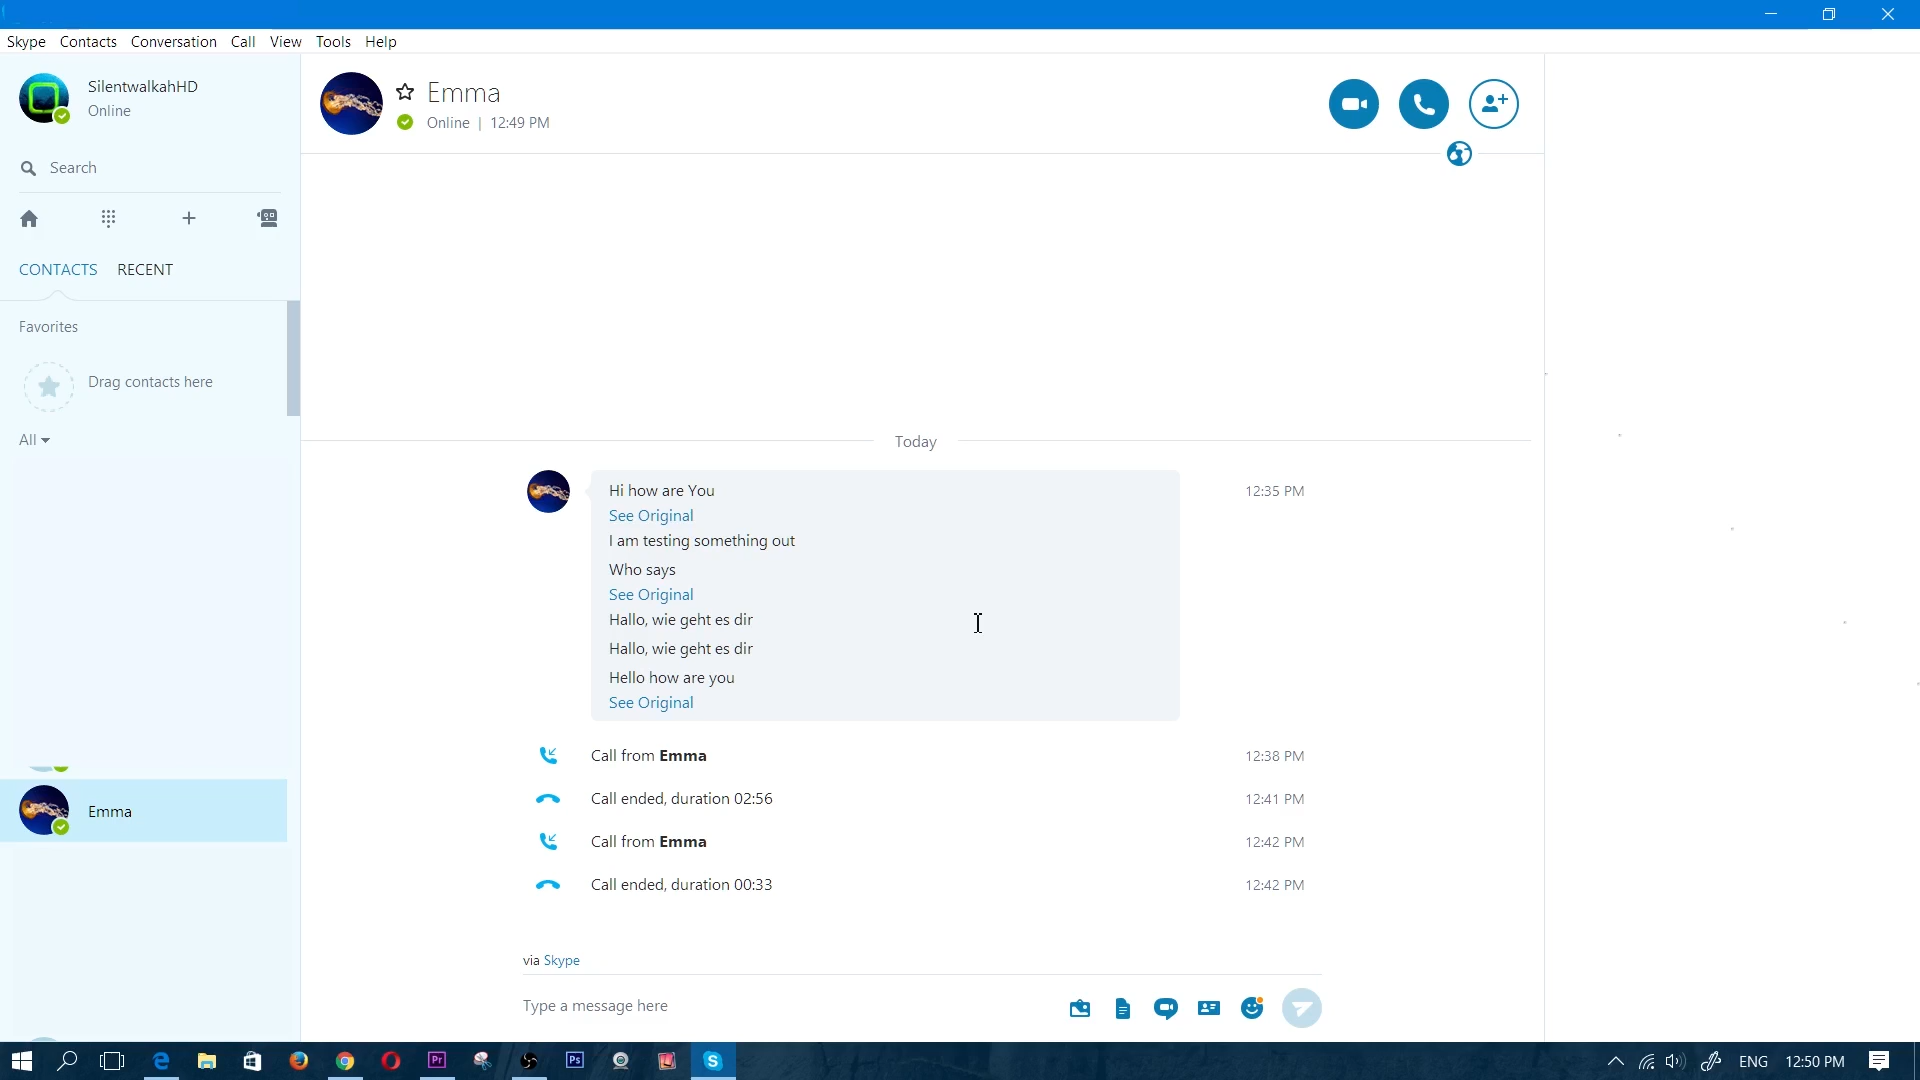 Skype Contacts Conversation Call View Tools Help
SilentwalkahHD
Online
Search
CONTACTS RECENT
Favorites
Drag contacts here
All
Emma
Emma
Online | 12:49 PM
Today
Hi how are You 12:35 PM
See Original
I am testing something out
Who says
See Original
Hallo, wie geht es dir
Hallo, wie geht es dir
Hello how are you
See Original
Call from Emma 12:38 PM
Call ended, duration 02:56 12:41 PM
Call from Emma 12:42 PM
Call ended, duration 00:33 12:42 PM
via Skype
Type a message here
Pr Ps ENG 12:50 PM